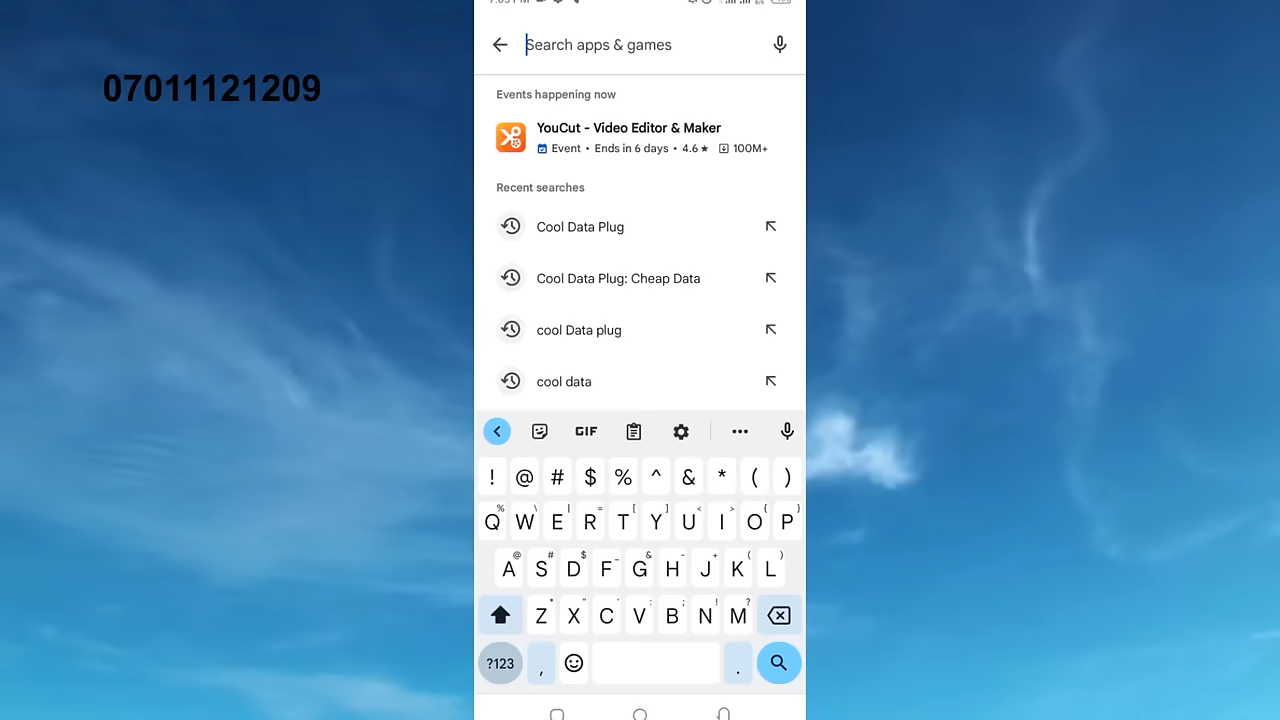 07011121209
Search apps & games
Events happening now
YouCut - Video Editor & Maker
Event • Ends in 6 days • 4.6★ 100M+
Recent searches
Cool Data Plug
Cool Data Plug: Cheap Data
cool Data plug
cool data
GIF
! @ # $ % ^ & * ( )
Q W E R T Y U I O P
A S D F G H J K L
Z X C V B N M
?123 , .